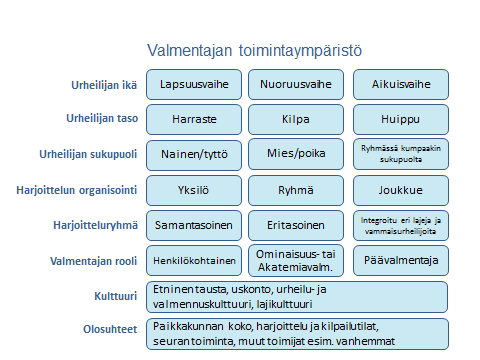 Valmentajan toimintaympäristö
Urheilijan ikä Lapsuusvaihe Nuoruusvaihe Aikuisvaihe
Urheilijan taso Harraste Kilpa Huippu
Urheilijan sukupuoli Nainen/tyttö Mies/poika Ryhmässä kumpaakin
sukupuolta
Harjoittelun organisointi Yksilö Ryhmä Joukkue
Harjoitteluryhmä Samantasoinen Eritasoinen Integroitu eri lajeja ja
vammaisurheilijoita
Valmentajan rooli Henkilökohtainen Ominaisuus- tai
Akatemiavalm. Päävalmentaja
Kulttuuri Etninen tausta, uskonto, urheilu- ja
valmennuskulttuuri, lajikulttuuri
Olosuhteet Paikkakunnan koko, harjoittelu ja kilpailutilat,
seuran toiminta, muut toimijat esim. vanhemmat